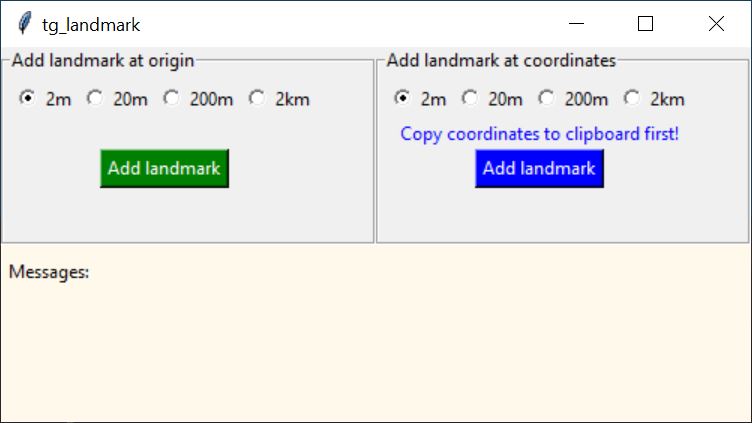 tg_landmark
Add landmark at origin
2m 20m 200m 2km
Add landmark
Add landmark at coordinates
2m 20m 200m 2km
Copy coordinates to clipboard first!
Add landmark
Messages: